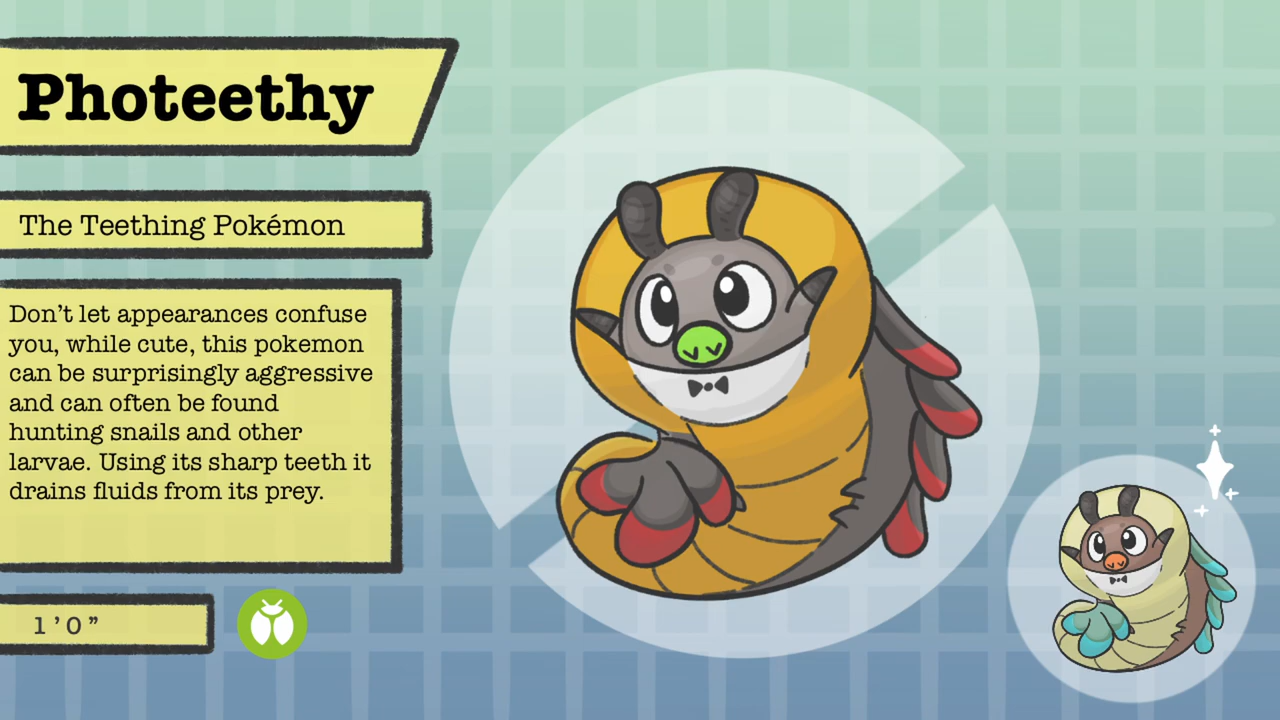 Photeethy
The Teething Pokémon
Don't let appearances confuse
you, while cute, this pokemon
can be surprisingly aggressive
and can often be found
hunting snails and other
larvae. Using its sharp teeth it
drains fluids from its prey.
1'0"